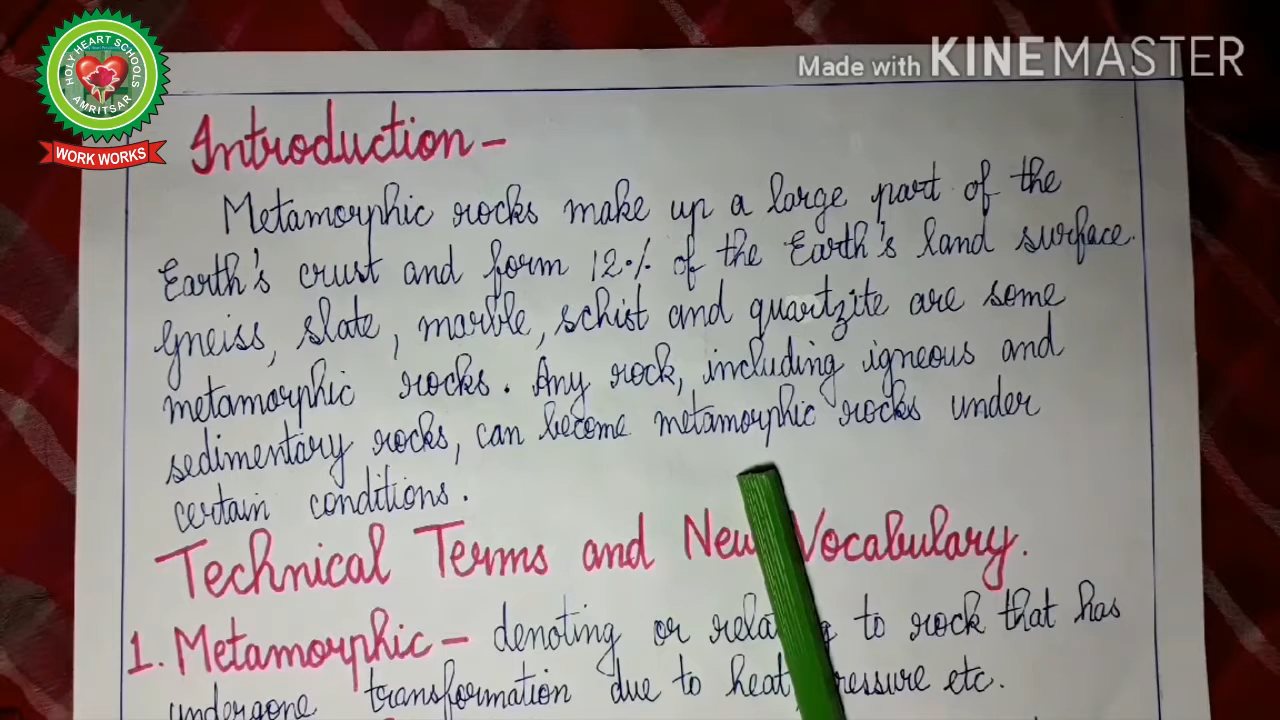 HOLY HEART SCHOOLS
AMRITSAR
WORK WORKS
Made with KINEMASTER
Introduction -
Metamorphic rocks make up a large part of the
Earth's crust and form 12% of the Earth's land surface.
Gneiss, slate, marble, schist and quartzite are some
metamorphic rocks. Any rock, including igneous and
sedimentary rocks, can become metamorphic rocks under
certain conditions.
Technical Terms and New Vocabulary.
1. Metamorphic - denoting or to rock that has
undergone transformation due to heat, etc.